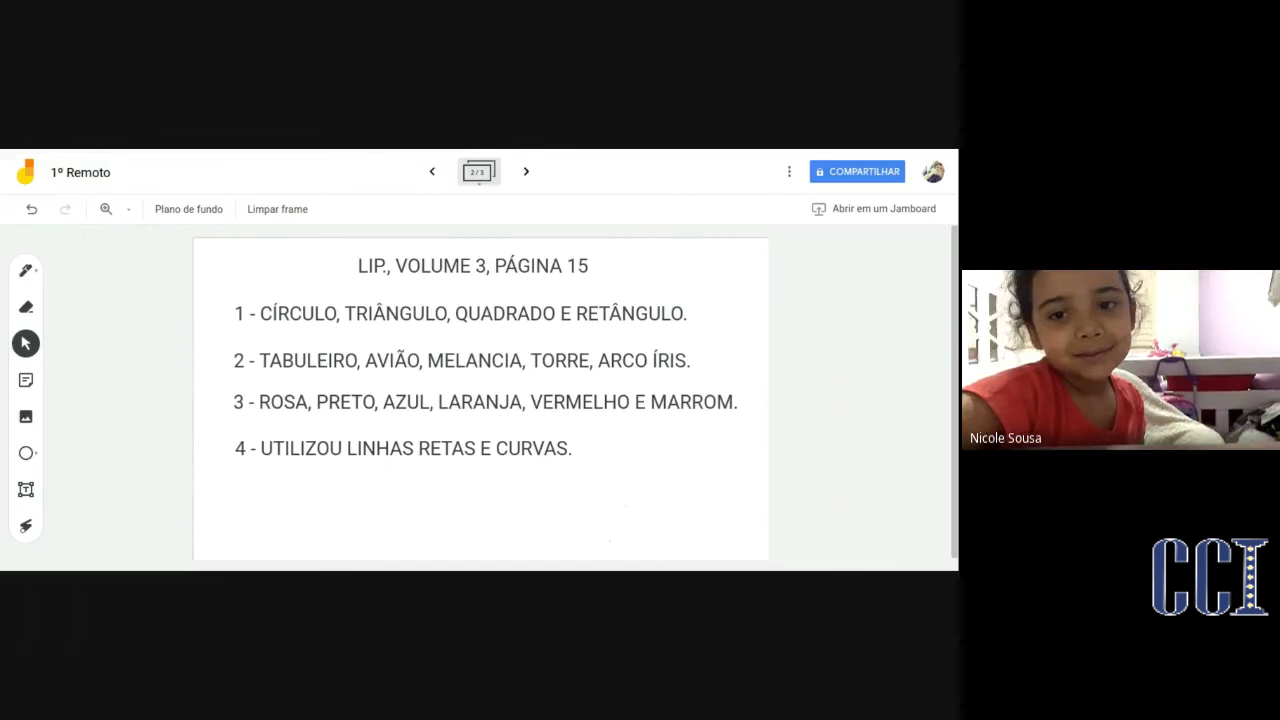 1º Remoto
2 / 3
COMPARTILHAR
Plano de fundo
Limpar frame
Abrir em um Jamboard
LIP., VOLUME 3, PÁGINA 15
1 - CÍRCULO, TRIÂNGULO, QUADRADO E RETÂNGULO.
2 - TABULEIRO, AVIÃO, MELANCIA, TORRE, ARCO ÍRIS.
3 - ROSA, PRETO, AZUL, LARANJA, VERMELHO E MARROM.
4 - UTILIZOU LINHAS RETAS E CURVAS.
Nicole Sousa
CCI